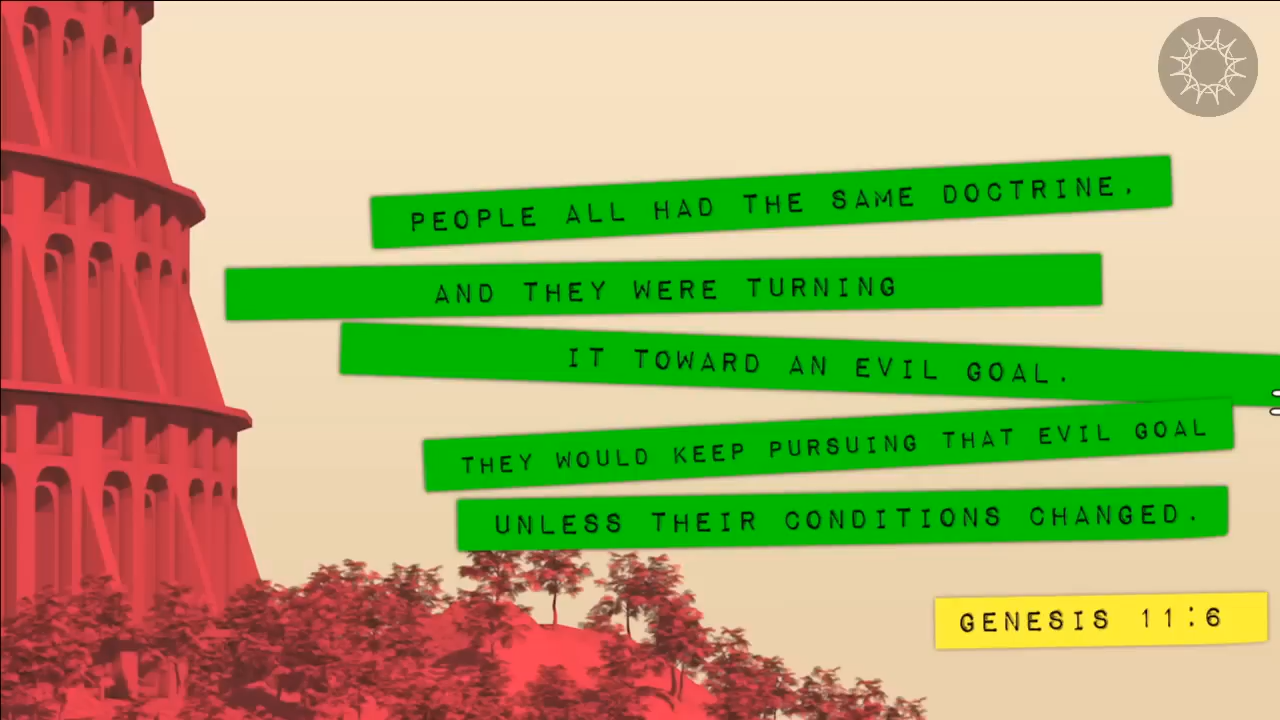 PEOPLE ALL HAD THE SAME DOCTRINE,
AND THEY WERE TURNING
IT TOWARD AN EVIL GOAL.
THEY WOULD KEEP PURSUING THAT EVIL GOAL
UNLESS THEIR CONDITIONS CHANGED.
GENESIS 11:6